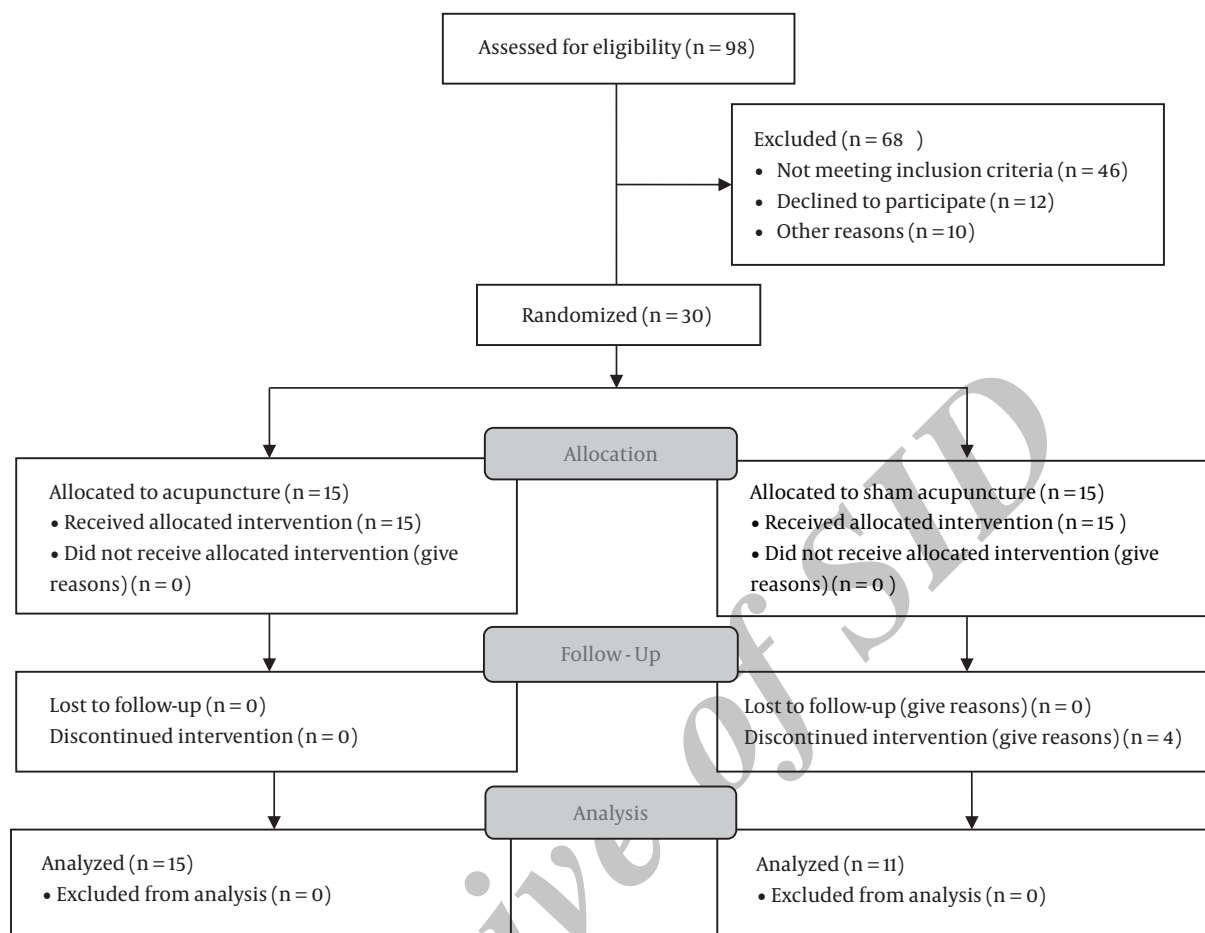 Assessed for eligibility (n = 98)
Excluded (n = 68 )
• Not meeting inclusion criteria (n = 46)
• Declined to participate (n = 12)
• Other reasons (n = 10)
Randomized (n = 30)
Allocation
Allocated to acupuncture (n = 15)
• Received allocated intervention (n = 15)
• Did not receive allocated intervention (give
reasons) (n = 0)
Allocated to sham acupuncture (n = 15)
• Received allocated intervention (n = 15 )
• Did not receive allocated intervention (give
reasons) (n = 0 )
Follow - Up
Lost to follow-up (n = 0)
Discontinued intervention (n = 0)
Lost to follow-up (give reasons) (n = 0)
Discontinued intervention (give reasons) (n = 4)
Analysis
Analyzed (n = 15)
• Excluded from analysis (n = 0)
Analyzed (n = 11)
• Excluded from analysis (n = 0)
ive of SID